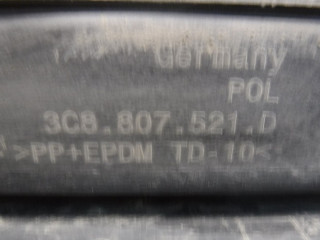 Germany
POL
3C8.807.521.D
>PP+EPDM TD-10<